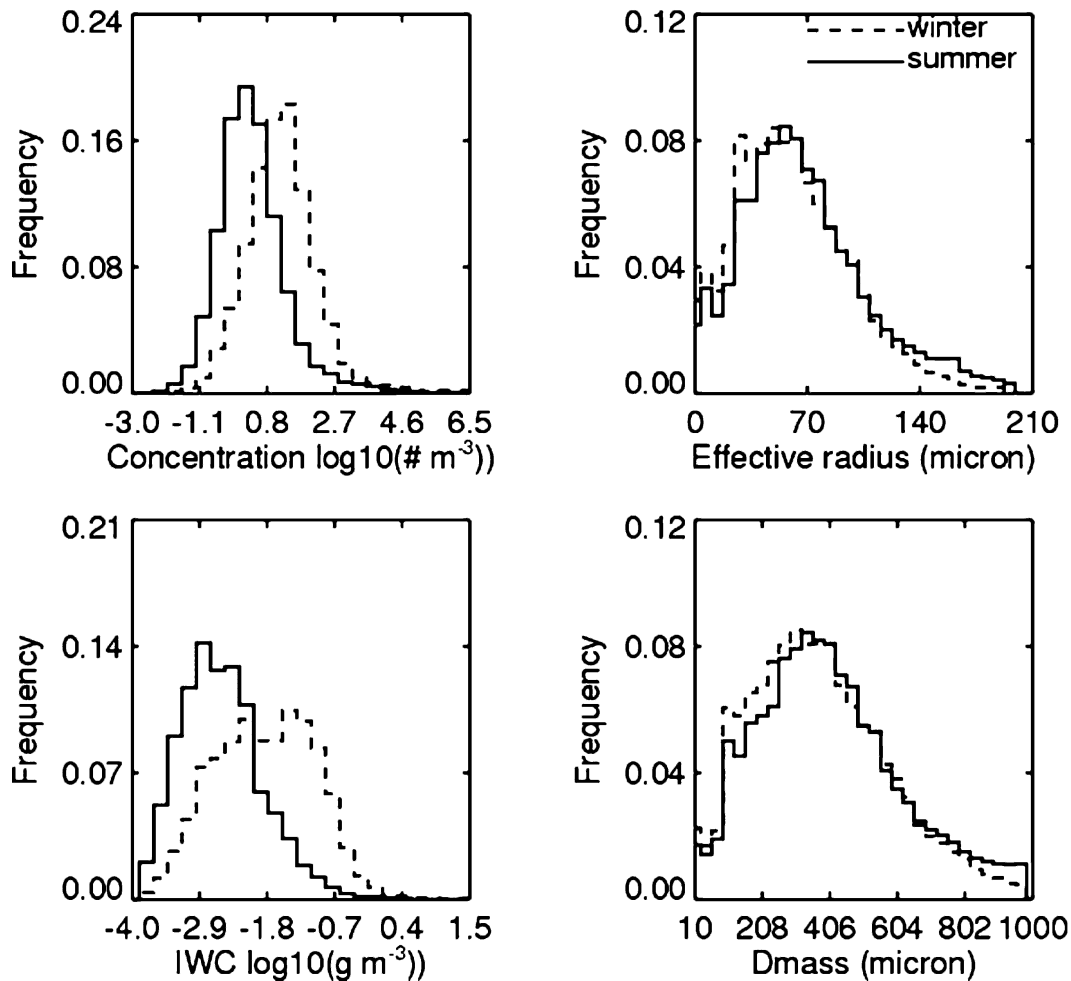 0.24
0.16
0.08
0.00
Frequency
-3.0 -1.1 0.8 2.7 4.6 6.5
Concentration log10(# m-3))
0.12
0.08
0.04
0.00
Frequency
winter
summer
0 70 140 210
Effective radius (micron)
0.21
0.14
0.07
0.00
Frequency
-4.0 -2.9 -1.8 -0.7 0.4 1.5
IWC log10(g m-3))
0.12
0.08
0.04
0.00
Frequency
10 208 406 604 802 1000
Dmass (micron)